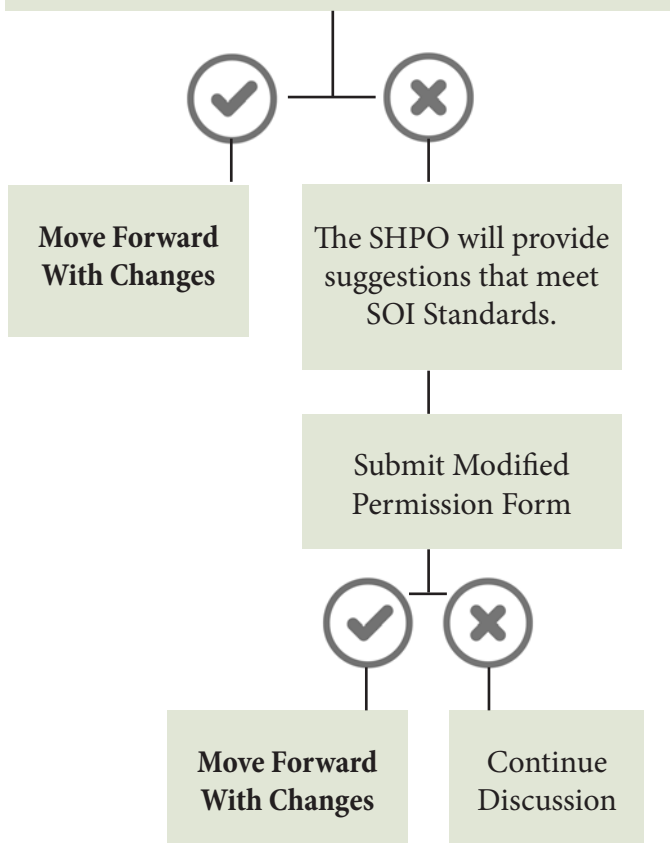 Move Forward
With Changes
The SHPO will provide
suggestions that meet
SOI Standards.
Submit Modified
Permission Form
Move Forward
With Changes
Continue
Discussion